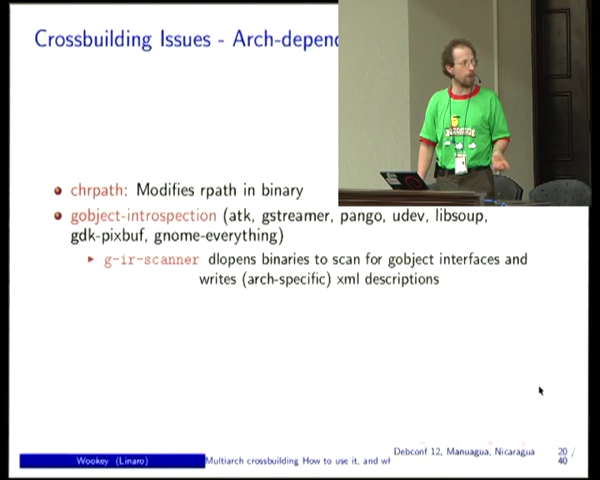 Crossbuilding Issues - Arch-depend
chrpath: Modifies rpath in binary
gobject-introspection (atk, gstreamer, pango, udev, libsoup,
gdk-pixbuf, gnome-everything)
g-ir-scanner dlopens binaries to scan for gobject interfaces and
writes (arch-specific) xml descriptions
Wookey (Linaro)
Multiarch crossbuilding How to use it, and wh
Debconf 12, Manuagua, Nicaragua
20 /
40